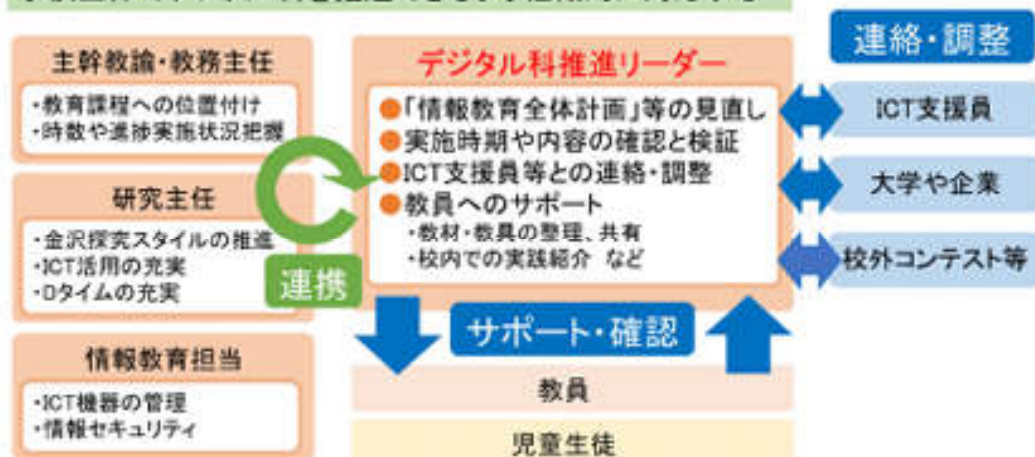 主幹教諭・教務主任
・教育課程への位置付け
・時数や進捗実施状況把握
研究主任
・金沢探究スタイルの推進
・ICT活用の充実
・Dタイムの充実
情報教育担当
・ICT機器の管理
・情報セキュリティ
連携
デジタル科推進リーダー
●「情報教育全体計画」等の見直し
●実施時期や内容の確認と検証
●ICT支援員等との連絡・調整
●教員へのサポート
・教材・教具の整理、共有
・校内での実践紹介 など
サポート・確認
教員
児童生徒
連絡・調整
ICT支援員
大学や企業
校外コンテスト等